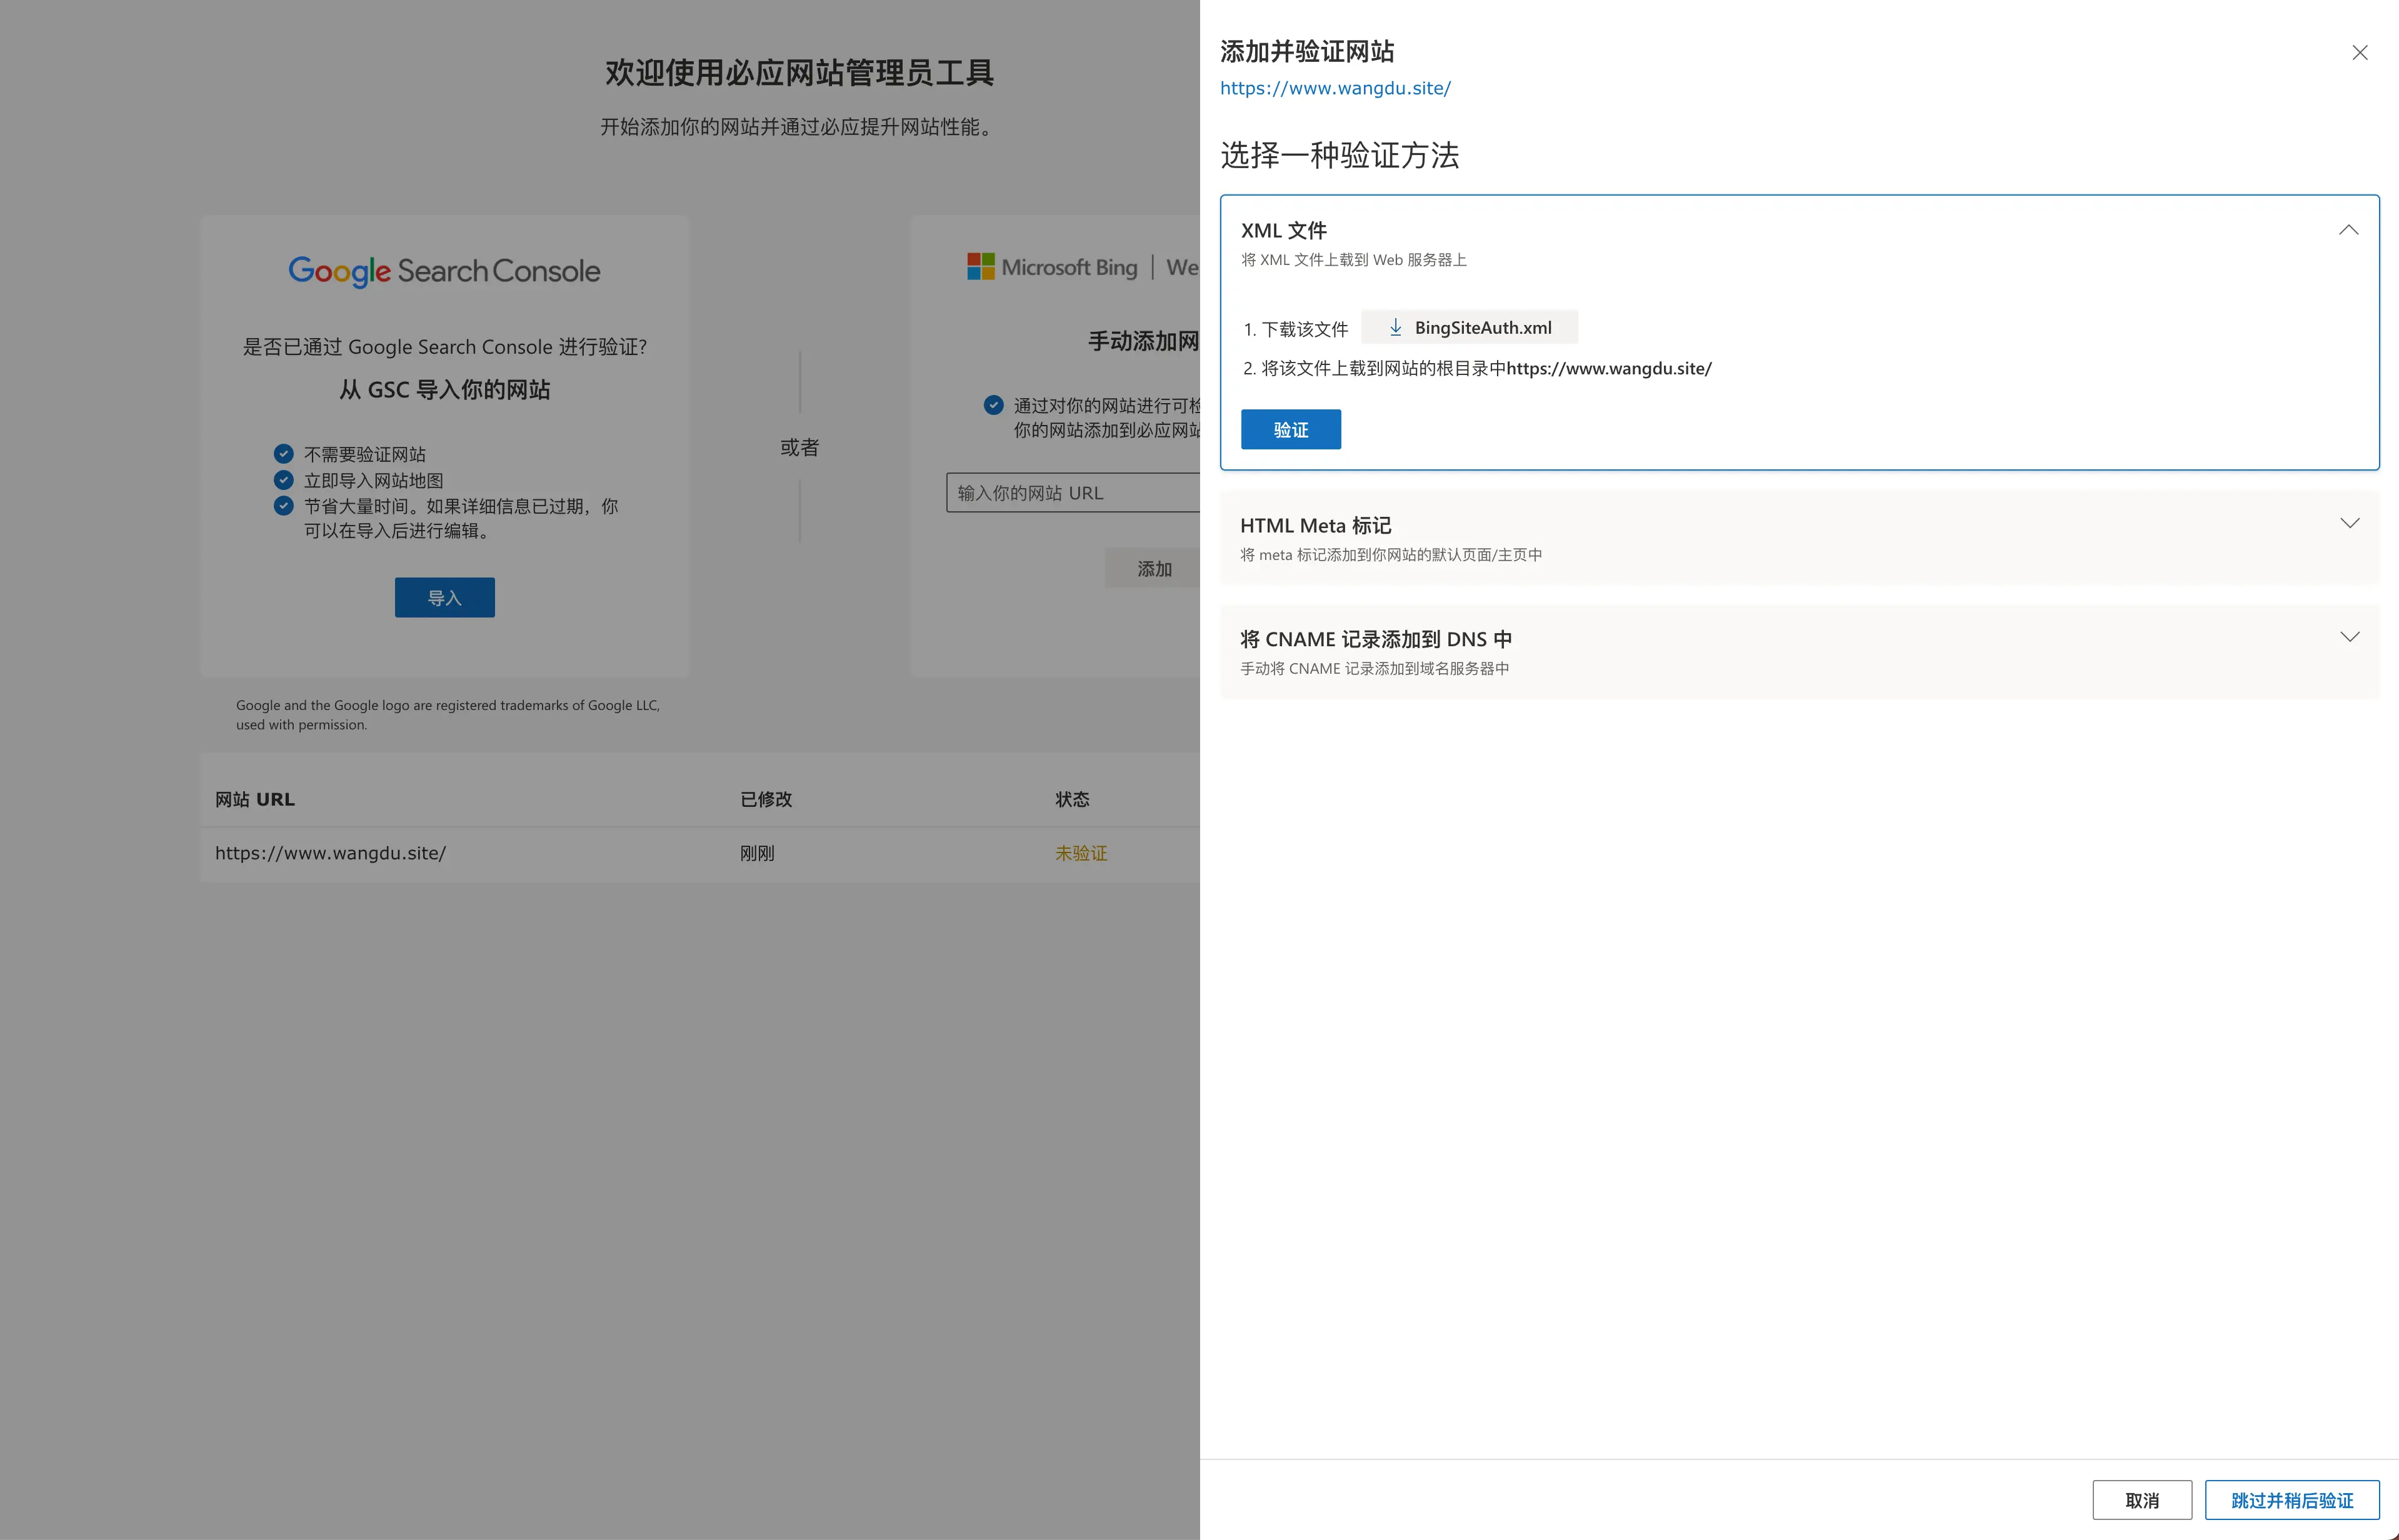 欢迎使用必应网站管理员工具
开始添加你的网站并通过必应提升网站性能。
Google Search Console
是否已通过 Google Search Console 进行验证?
从 GSC 导入你的网站
不需要验证网站
立即导入网站地图
节省大量时间。如果详细信息已过期，你
可以在导入后进行编辑。
导入
Google and the Google logo are registered trademarks of Google LLC,
used with permission.
或者
Microsoft Bing | We
手动添加网
通过对你的网站进行可检
你的网站添加到必应网站
输入你的网站 URL
添加
网站 URL 已修改 状态
https://www.wangdu.site/ 刚刚 未验证
添加并验证网站
https://www.wangdu.site/
选择一种验证方法
XML 文件
将 XML 文件上载到 Web 服务器上
1. 下载该文件 BingSiteAuth.xml
2. 将该文件上载到网站的根目录中https://www.wangdu.site/
验证
HTML Meta 标记
将 meta 标记添加到你网站的默认页面/主页中
将 CNAME 记录添加到 DNS 中
手动将 CNAME 记录添加到域名服务器中
取消
跳过并稍后验证